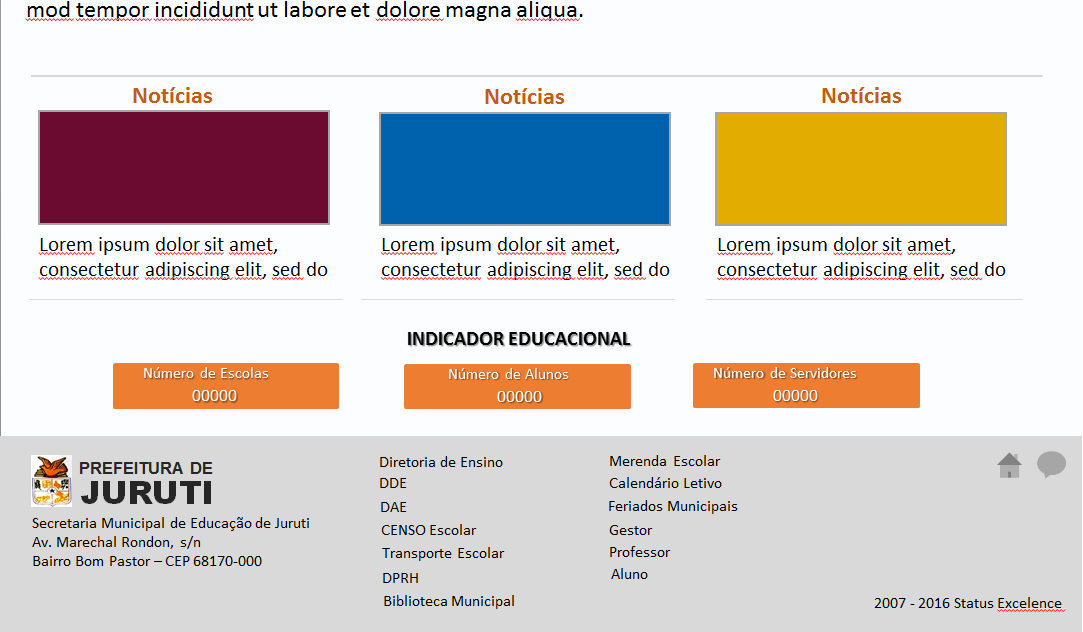 mod tempor incididunt ut labore et dolore magna aliqua.
Notícias
Notícias
Notícias
Lorem ipsum dolor sit amet,
consectetur adipiscing elit, sed do
Lorem ipsum dolor sit amet,
consectetur adipiscing elit, sed do
Lorem ipsum dolor sit amet,
consectetur adipiscing elit, sed do
INDICADOR EDUCACIONAL
Número de Escolas
00000
Número de Alunos
00000
Número de Servidores
00000
PREFEITURA DE
JURUTI
Secretaria Municipal de Educação de Juruti
Av. Marechal Rondon, s/n
Bairro Bom Pastor – CEP 68170-000
Diretoria de Ensino
DDE
DAE
CENSO Escolar
Transporte Escolar
DPRH
Biblioteca Municipal
Merenda Escolar
Calendário Letivo
Feriados Municipais
Gestor
Professor
Aluno
2007 - 2016 Status Excelence